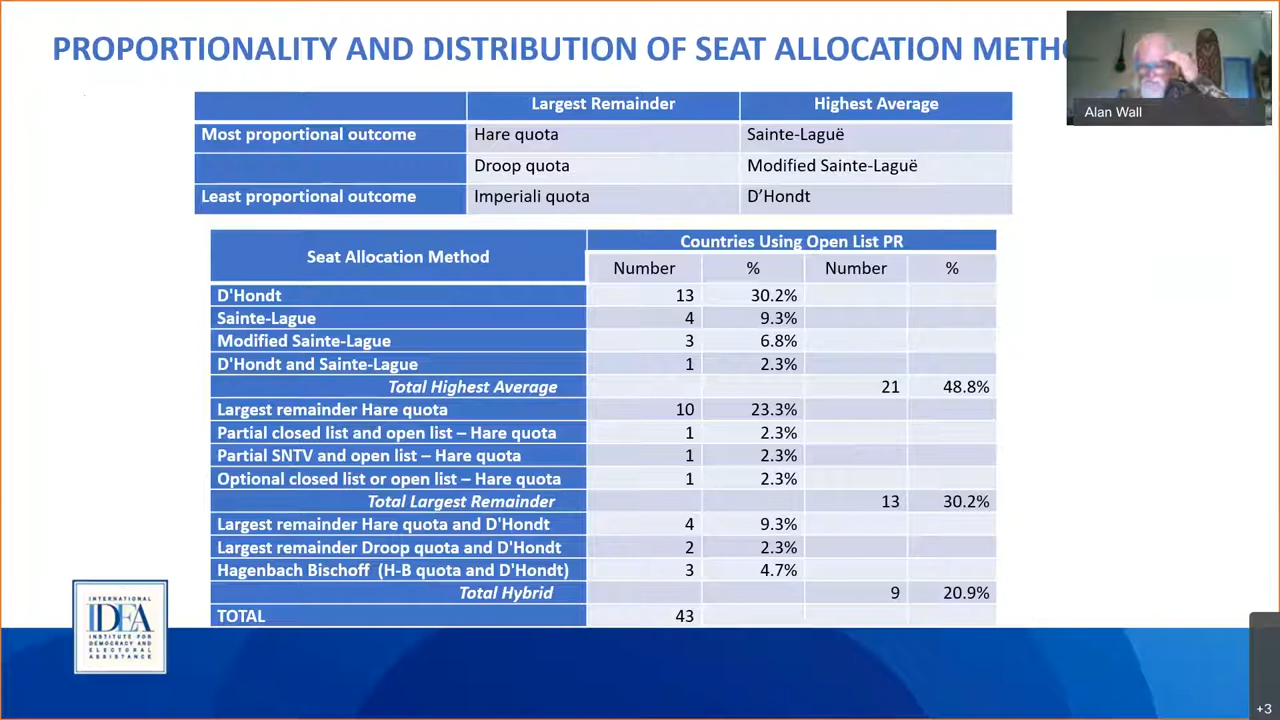 PROPORTIONALITY AND DISTRIBUTION OF SEAT ALLOCATION
Alan Wall
Largest Remainder Highest Average
Most proportional outcome Hare quota Sainte-Laguë
Droop quota Modified Sainte-Laguë
Least proportional outcome Imperiali quota D'Hondt
Seat Allocation Method Countries Using Open List PR
Number % Number %
D'Hondt 13 30.2%
Sainte-Lague 4 9.3%
Modified Sainte-Lague 3 6.8%
D'Hondt and Sainte-Lague 1 2.3%
Total Highest Average 21 48.8%
Largest remainder Hare quota 10 23.3%
Partial closed list and open list – Hare quota 1 2.3%
Partial SNTV and open list – Hare quota 1 2.3%
Optional closed list or open list – Hare quota 1 2.3%
Total Largest Remainder 13 30.2%
Largest remainder Hare quota and D'Hondt 4 9.3%
Largest remainder Droop quota and D'Hondt 2 2.3%
Hagenbach Bischoff (H-B quota and D'Hondt) 3 4.7%
Total Hybrid 9 20.9%
TOTAL 43
INTERNATIONAL
IDEA
INSTITUTE FOR
DEMOCRACY AND
ELECTORAL
ASSISTANCE
+3